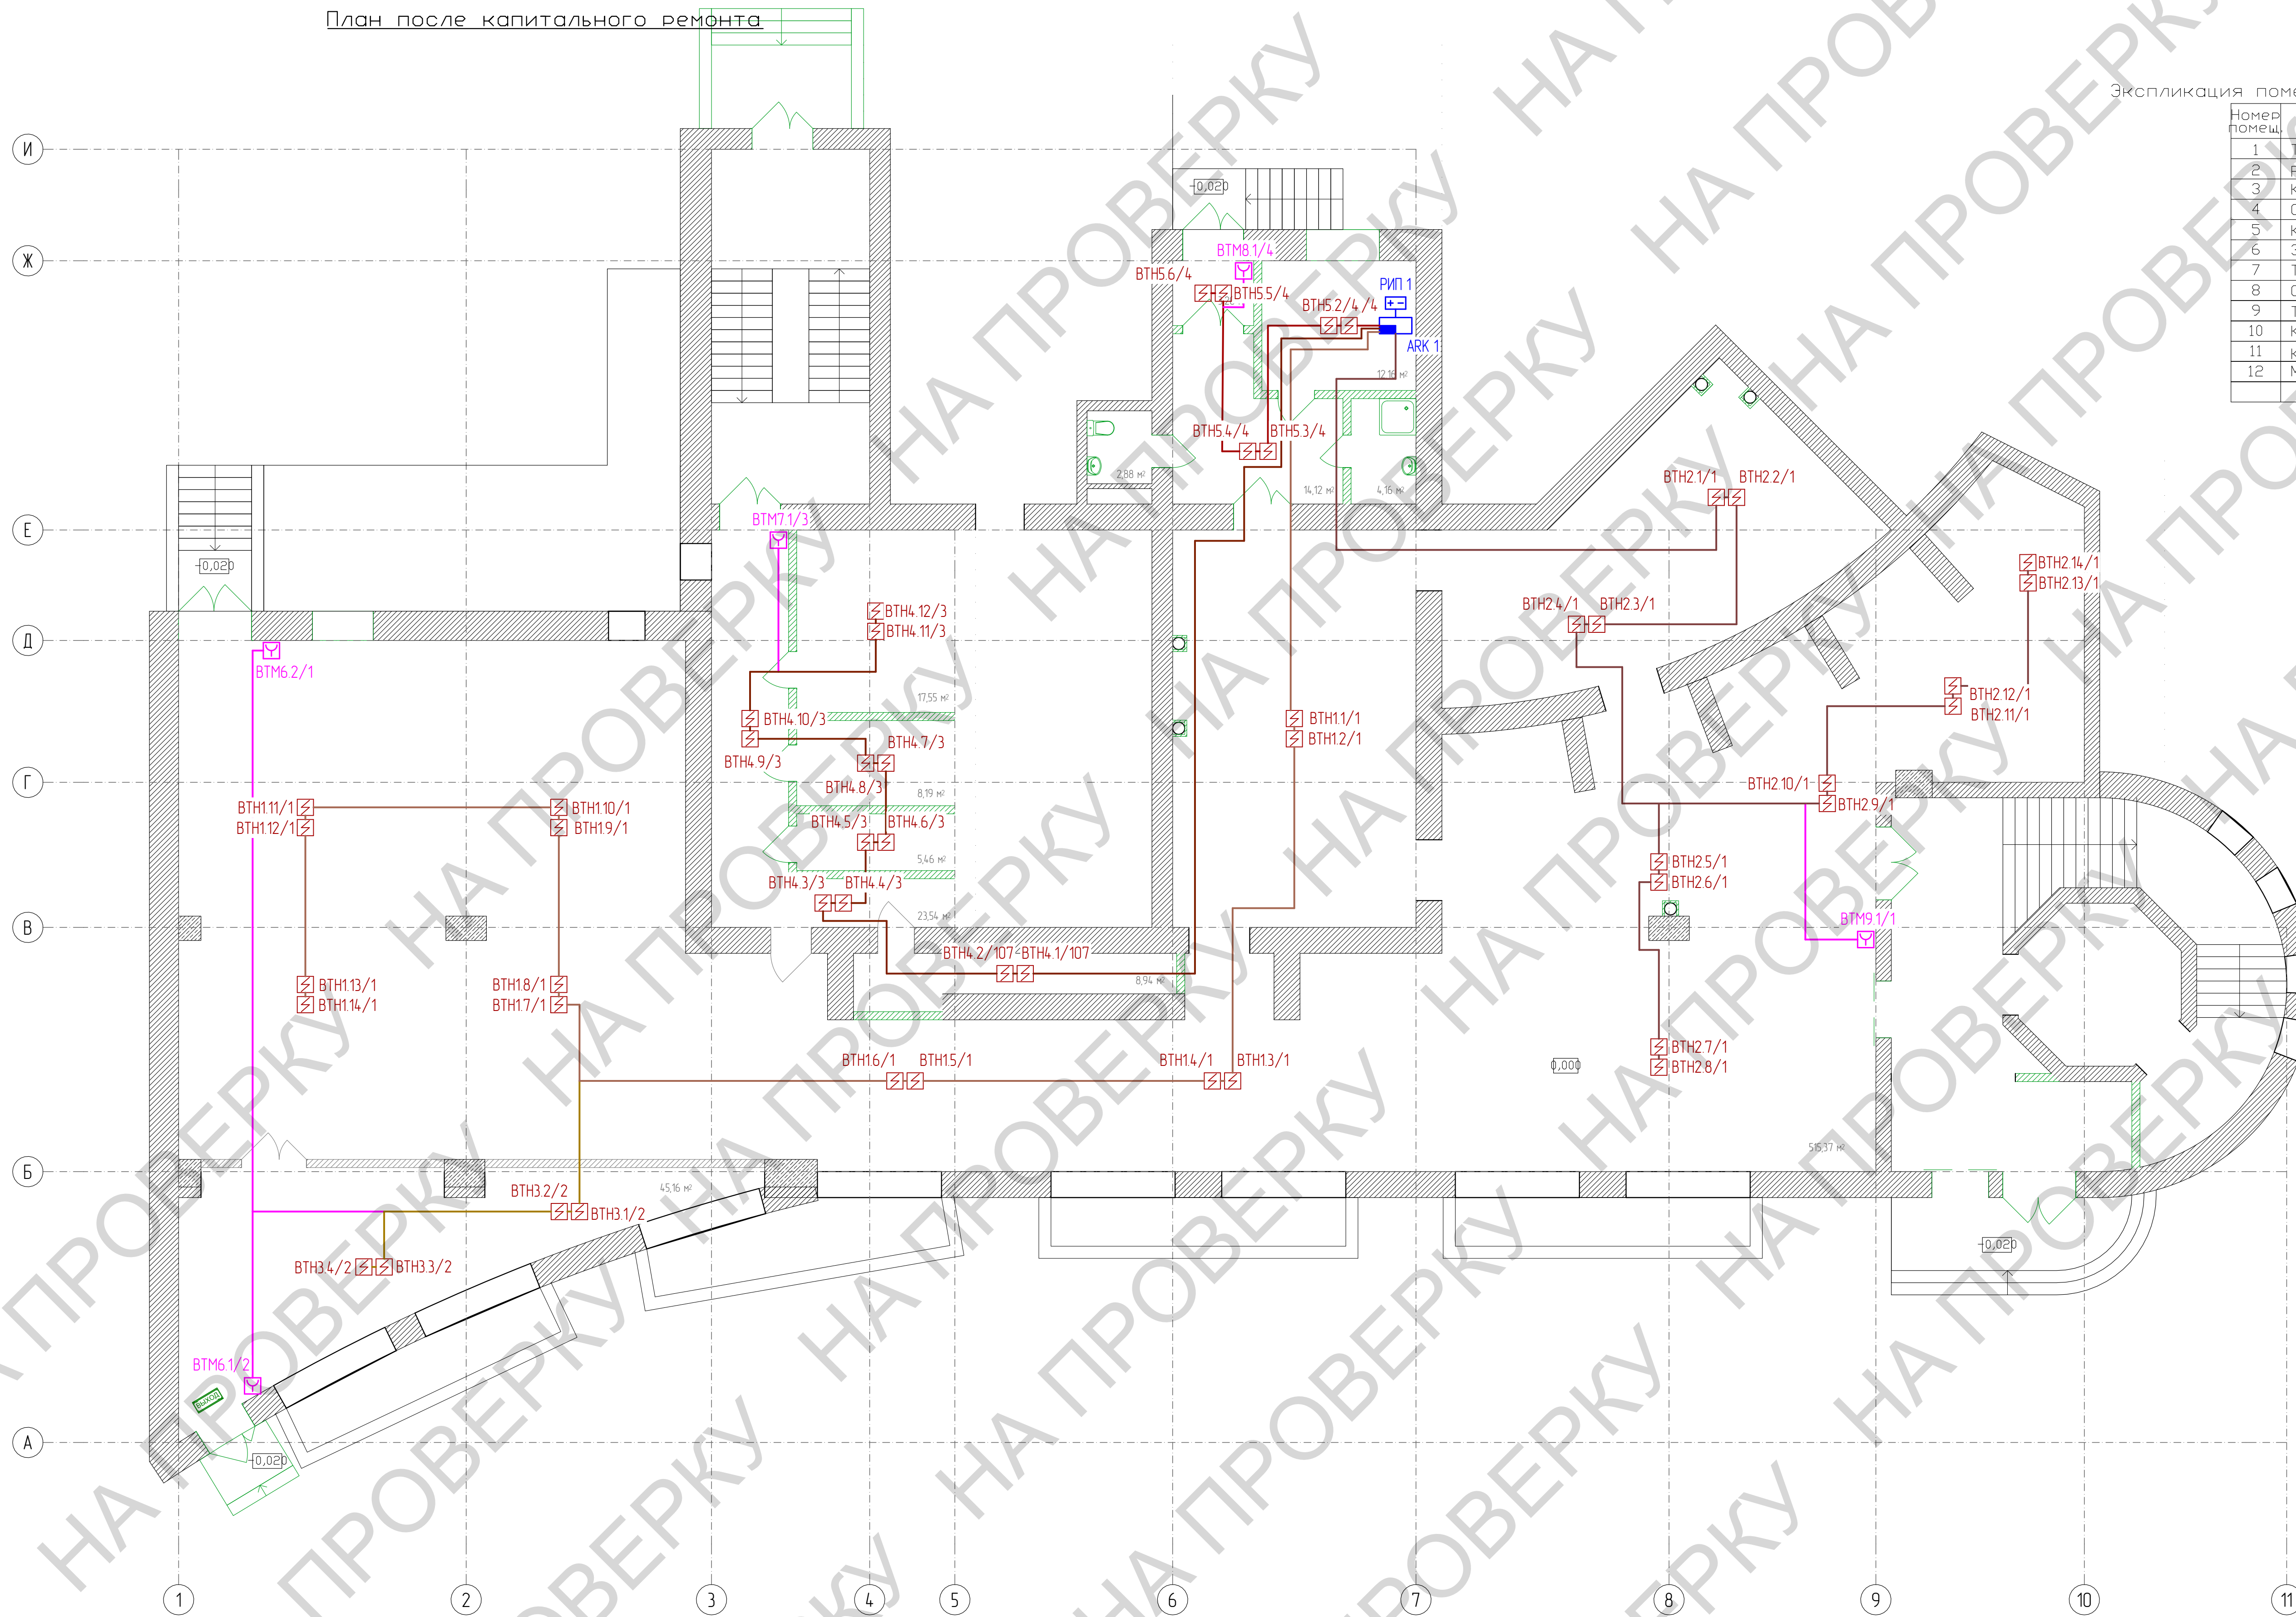 План после капитального ремонта
Экспликация поме
Номер
помещ.
1 Т
2
3 К
4 С
5 К
6 З
7 Т
8 С
9 Т
10 К
11 К
12 М
И
Ж
Е
Д
Г
В
Б
А
-0,020
ВТМ8.1/4
ВТН5.6/4
ВТН5.5/4
РИП 1
ВТН5.2/4 /4
ARK 1
12,16 м²
ВТН5.4/4 ВТН5.3/4
2,88 м²
14,12 м²
4,16 м²
ВТН2.1/1 ВТН2.2/1
ВТМ7.1/3
-0,020
ВТН2.14/1
ВТН2.13/1
ВТН4.12/3
ВТН4.11/3
ВТН2.4/1 ВТН2.3/1
ВТМ6.2/1
17,55 м²
ВТН2.12/1
ВТН2.11/1
ВТН4.10/3
ВТН1.1/1
ВТН1.2/1
ВТН4.7/3
ВТН4.9/3
ВТН4.8/3
8,19 м²
ВТН2.10/1
ВТН2.9/1
ВТН1.11/1
ВТН1.12/1
ВТН1.10/1
ВТН1.9/1
ВТН4.5/3 ВТН4.6/3
5,46 м²
ВТН2.5/1
ВТН2.6/1
ВТН4.3/3 ВТН4.4/3
23,54 м²
ВТМ9.1/1
ВТН4.2/107 ВТН4.1/107
8,94 м²
ВТН1.13/1
ВТН1.14/1
ВТН1.8/1
ВТН1.7/1
ВТН1.6/1 ВТН1.5/1
ВТН1.4/1 ВТН1.3/1
0,000
ВТН2.7/1
ВТН2.8/1
515,37 м²
45,16 м²
ВТН3.2/2
ВТН3.1/2
ВТН3.4/2
ВТН3.3/2
-0,020
ВТМ6.1/2
ВЫХОД
-0,020
1 2 3 4 5 6 7 8 9 10 11
НА ПРОВЕРКУ